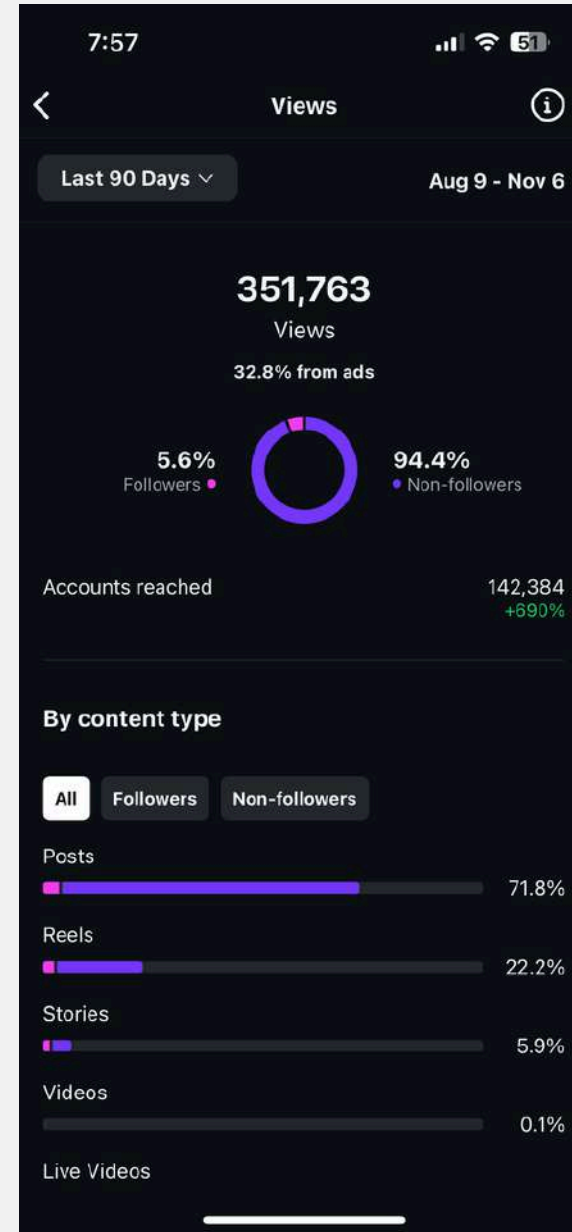 7:57
51
Views
Last 90 Days
Aug 9 - Nov 6
351,763
Views
32.8% from ads
5.6%
Followers
94.4%
Non-followers
Accounts reached
142,384
+690%
By content type
All
Followers
Non-followers
Posts
71.8%
Reels
22.2%
Stories
5.9%
Videos
0.1%
Live Videos